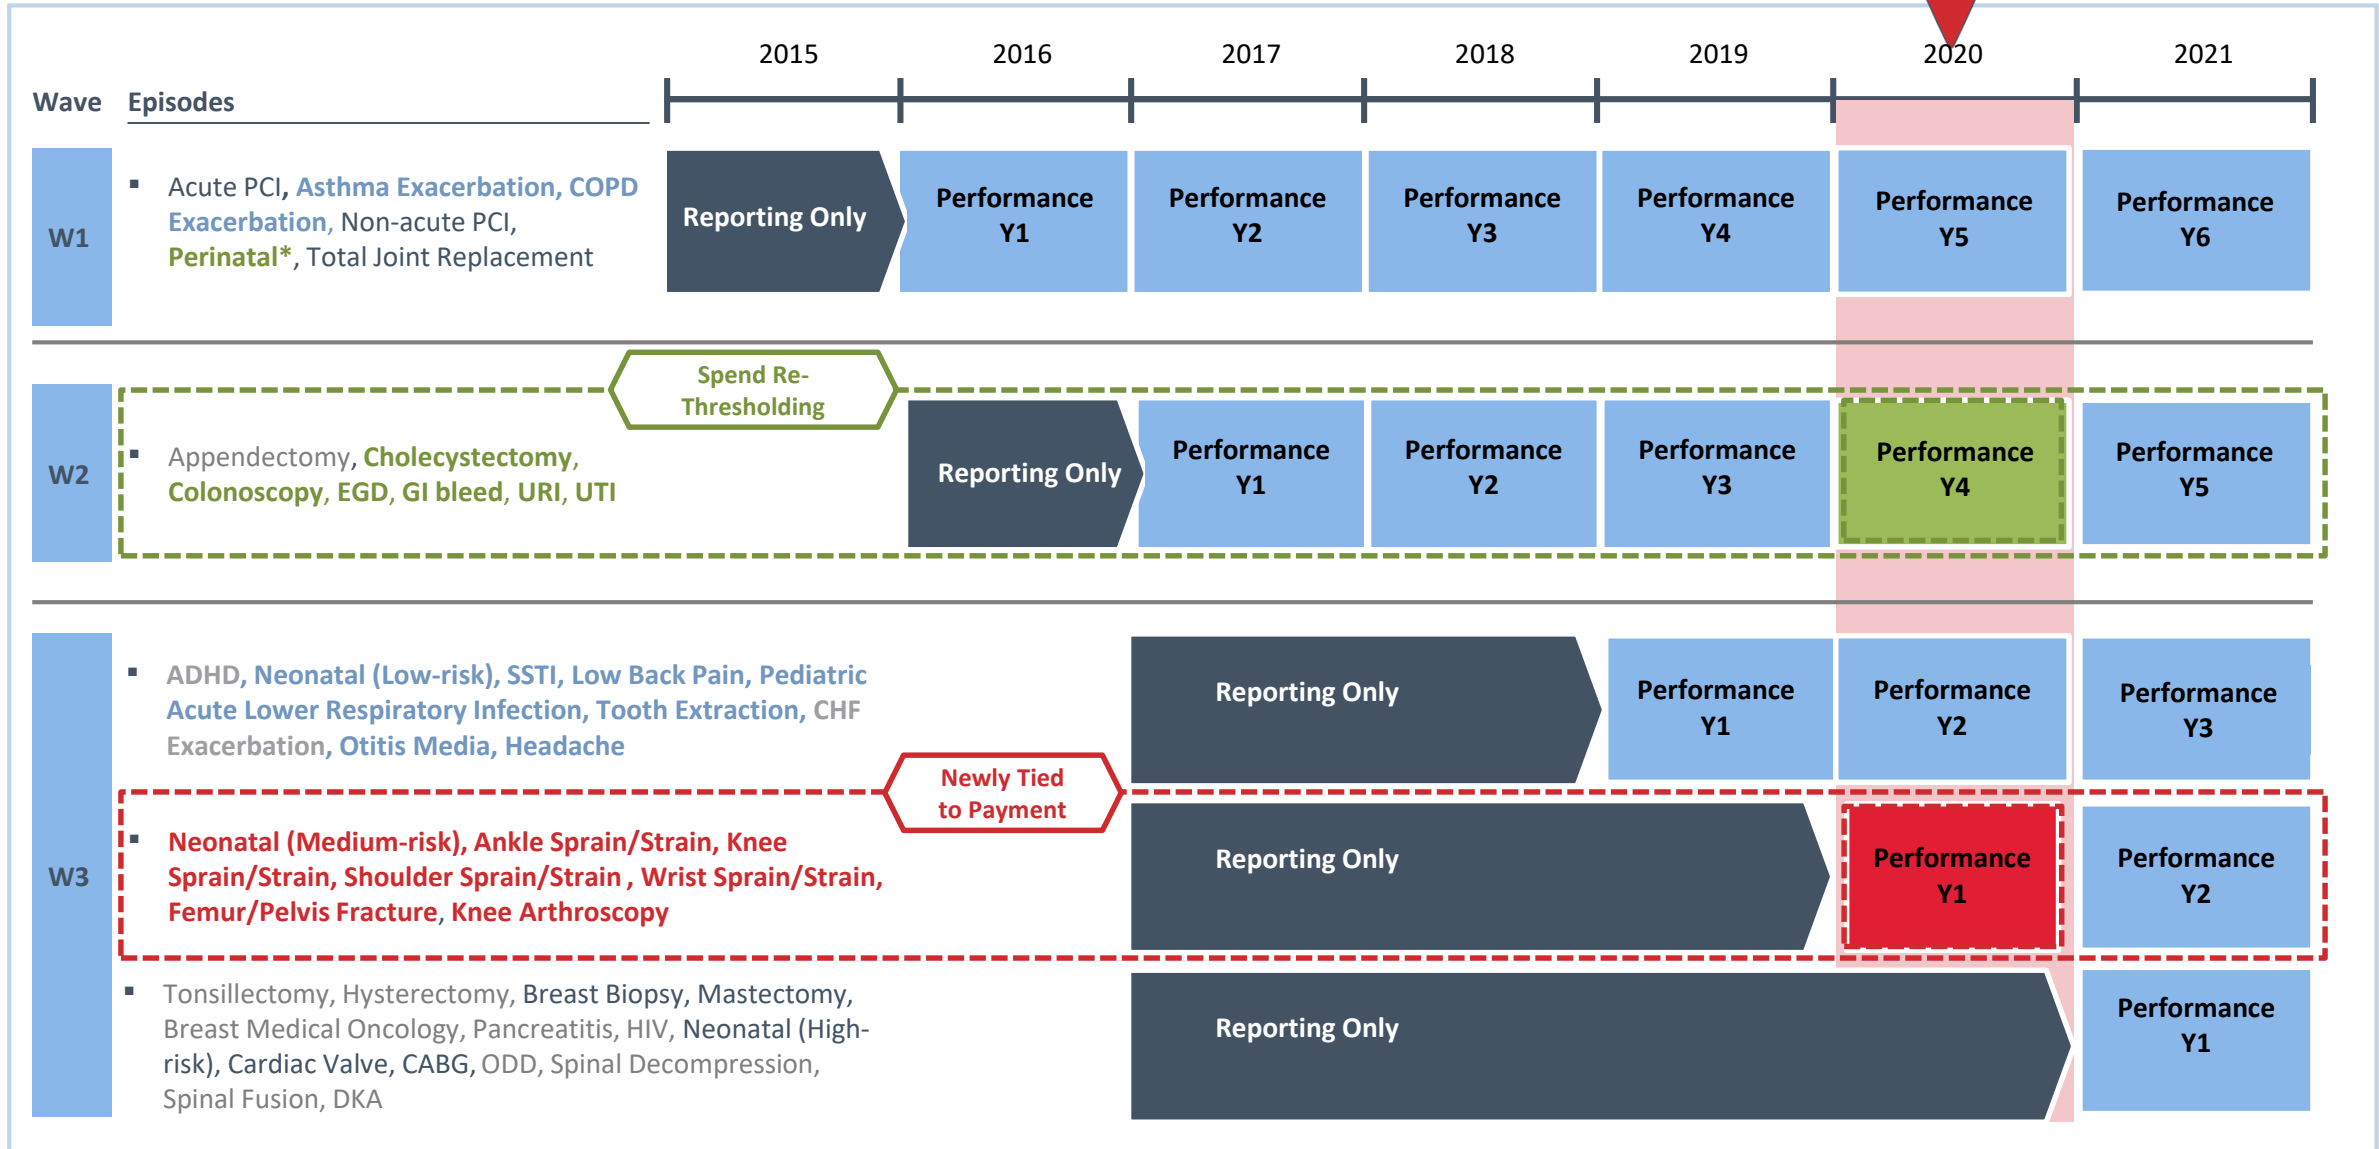 2015 2016 2017 2018 2019 2020 2021
Wave Episodes
W1
▪ Acute PCI, Asthma Exacerbation, COPD
Exacerbation, Non-acute PCI,
Perinatal*, Total Joint Replacement
Reporting Only
Performance
Y1
Performance
Y2
Performance
Y3
Performance
Y4
Performance
Y5
Performance
Y6
Spend Re-
Thresholding
W2
▪ Appendectomy, Cholecystectomy,
Colonoscopy, EGD, GI bleed, URI, UTI
Reporting Only
Performance
Y1
Performance
Y2
Performance
Y3
Performance
Y4
Performance
Y5
W3
▪ ADHD, Neonatal (Low-risk), SSTI, Low Back Pain, Pediatric
Acute Lower Respiratory Infection, Tooth Extraction, CHF
Exacerbation, Otitis Media, Headache
Reporting Only
Performance
Y1
Performance
Y2
Performance
Y3
Newly Tied
to Payment
▪ Neonatal (Medium-risk), Ankle Sprain/Strain, Knee
Sprain/Strain, Shoulder Sprain/Strain , Wrist Sprain/Strain,
Femur/Pelvis Fracture, Knee Arthroscopy
Reporting Only
Performance
Y1
Performance
Y2
▪ Tonsillectomy, Hysterectomy, Breast Biopsy, Mastectomy,
Breast Medical Oncology, Pancreatitis, HIV, Neonatal (High-
risk), Cardiac Valve, CABG, ODD, Spinal Decompression,
Spinal Fusion, DKA
Reporting Only
Performance
Y1